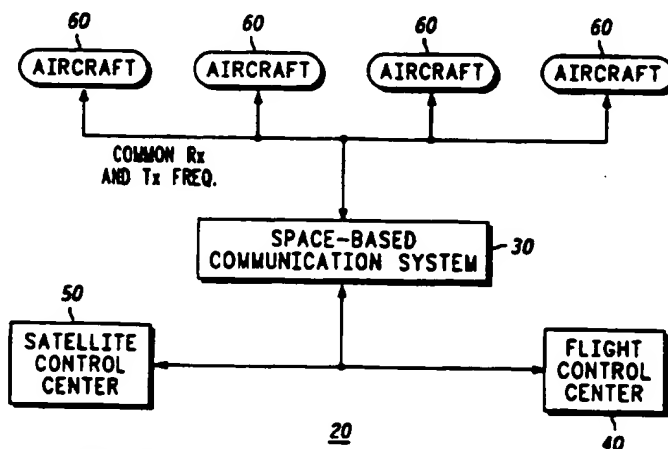 60 60 60 60
AIRCRAFT AIRCRAFT AIRCRAFT AIRCRAFT
COMMON Rx
AND Tx FREQ.
SPACE-BASED
COMMUNICATION SYSTEM
30
50
SATELLITE
CONTROL
CENTER
FLIGHT
CONTROL
CENTER
20
40